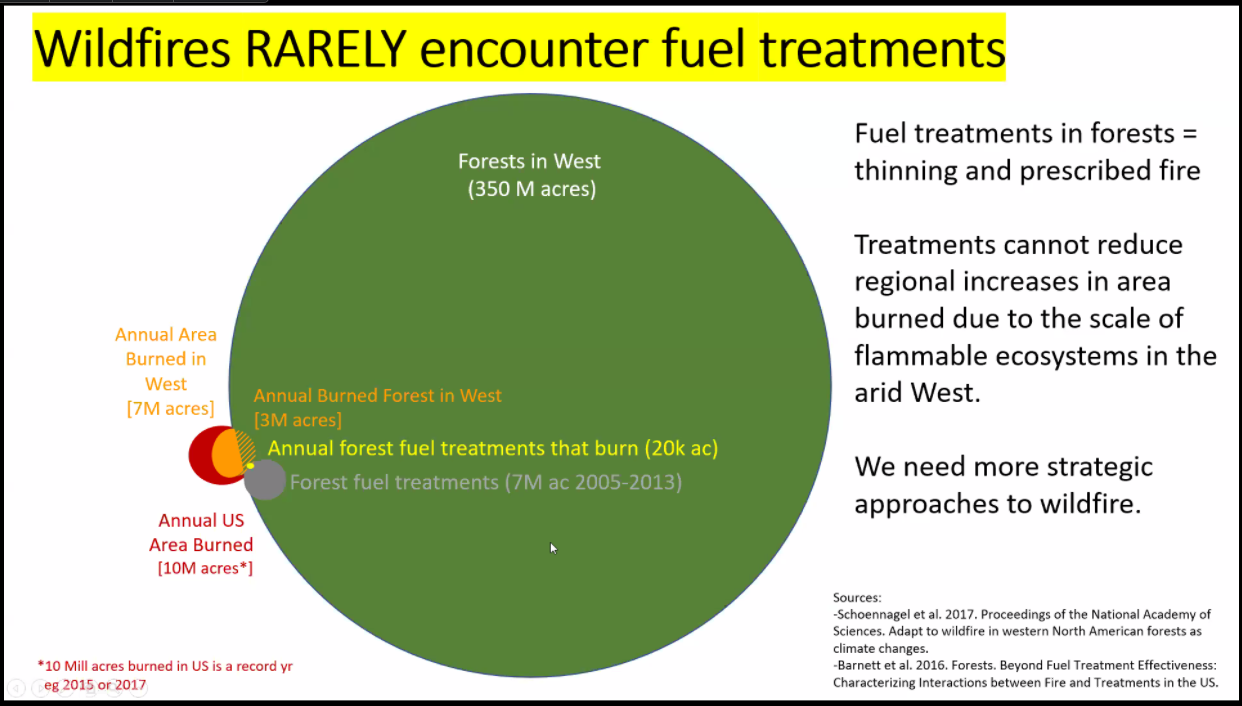 Wildfires RARELY encounter fuel treatments
Forests in West
(350 M acres)
Annual Area
Burned in
West
[7M acres]
Annual Burned Forest in West
[3M acres]
Annual forest fuel treatments that burn (20k ac)
Forest fuel treatments (7M ac 2005-2013)
Annual US
Area Burned
[10M acres*]
*10 Mill acres burned in US is a record yr
eg 2015 or 2017
Fuel treatments in forests =
thinning and prescribed fire
Treatments cannot reduce
regional increases in area
burned due to the scale of
flammable ecosystems in the
arid West.
We need more strategic
approaches to wildfire.
Sources:
-Schoennagel et al. 2017. Proceedings of the National Academy of
Sciences. Adapt to wildfire in western North American forests as
climate changes.
-Barnett et al. 2016. Forests. Beyond Fuel Treatment Effectiveness:
Characterizing Interactions between Fire and Treatments in the US.